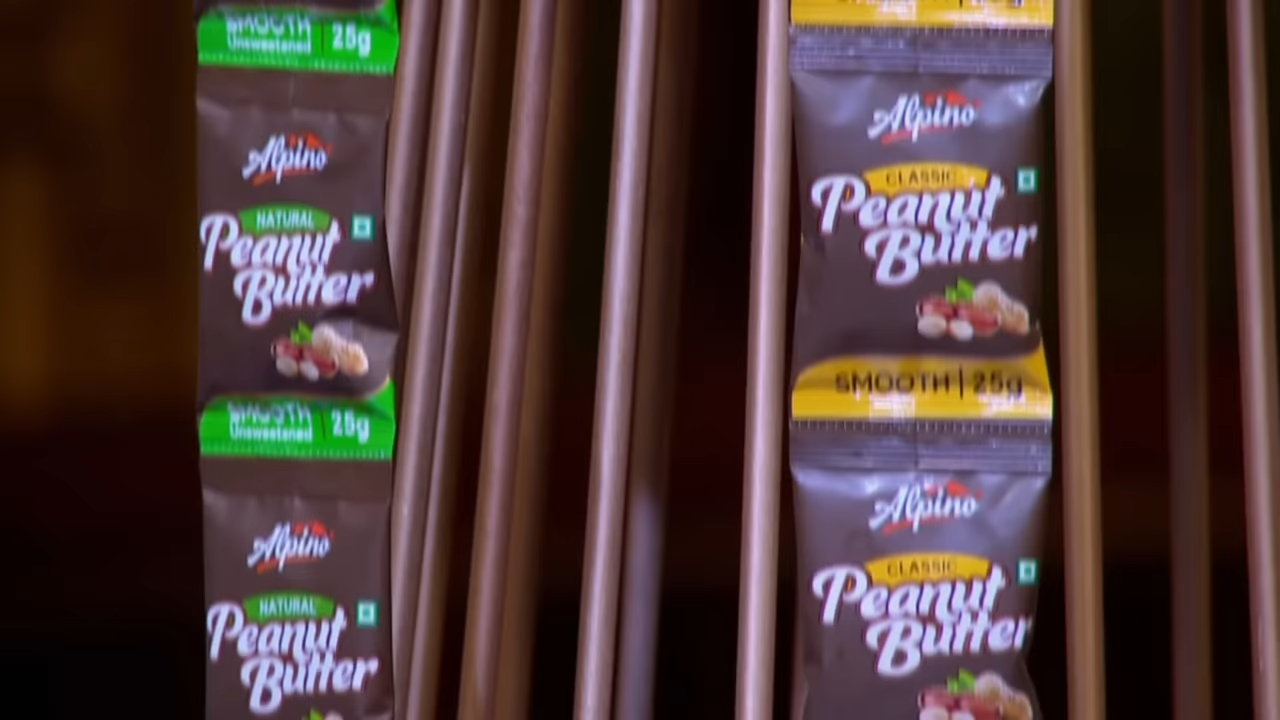 SMOOTH
Unsweetened 25g
Alpino
NATURAL
Peanut
Butter
SMOOTH
Unsweetened 25g
Alpino
NATURAL
Peanut
Butter
Alpino
CLASSIC
Peanut
Butter
SMOOTH | 25g
Alpino
CLASSIC
Peanut
Butter